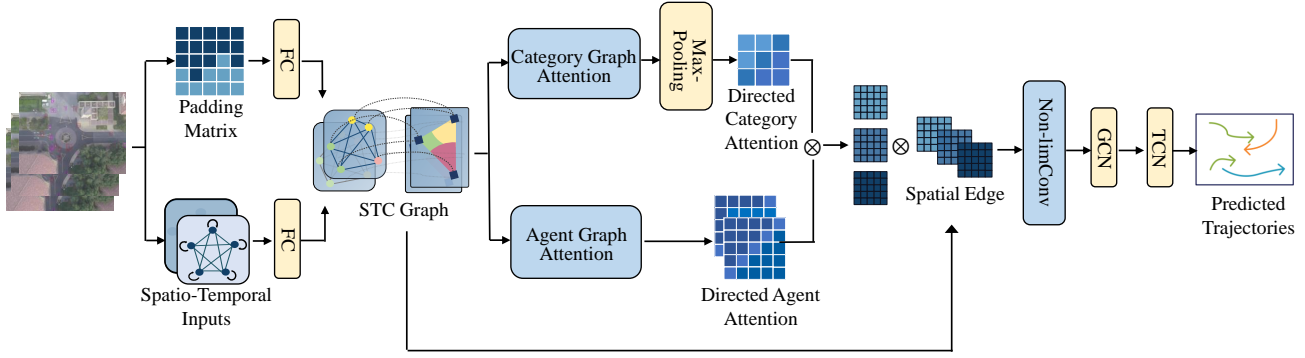 Padding
Matrix
FC
Spatio-Temporal
Inputs
FC
STC Graph
Category Graph
Attention
Max-
Pooling
Directed
Category
Attention
Agent Graph
Attention
Directed Agent
Attention
Spatial Edge
Non-limConv
GCN
TCN
Predicted
Trajectories